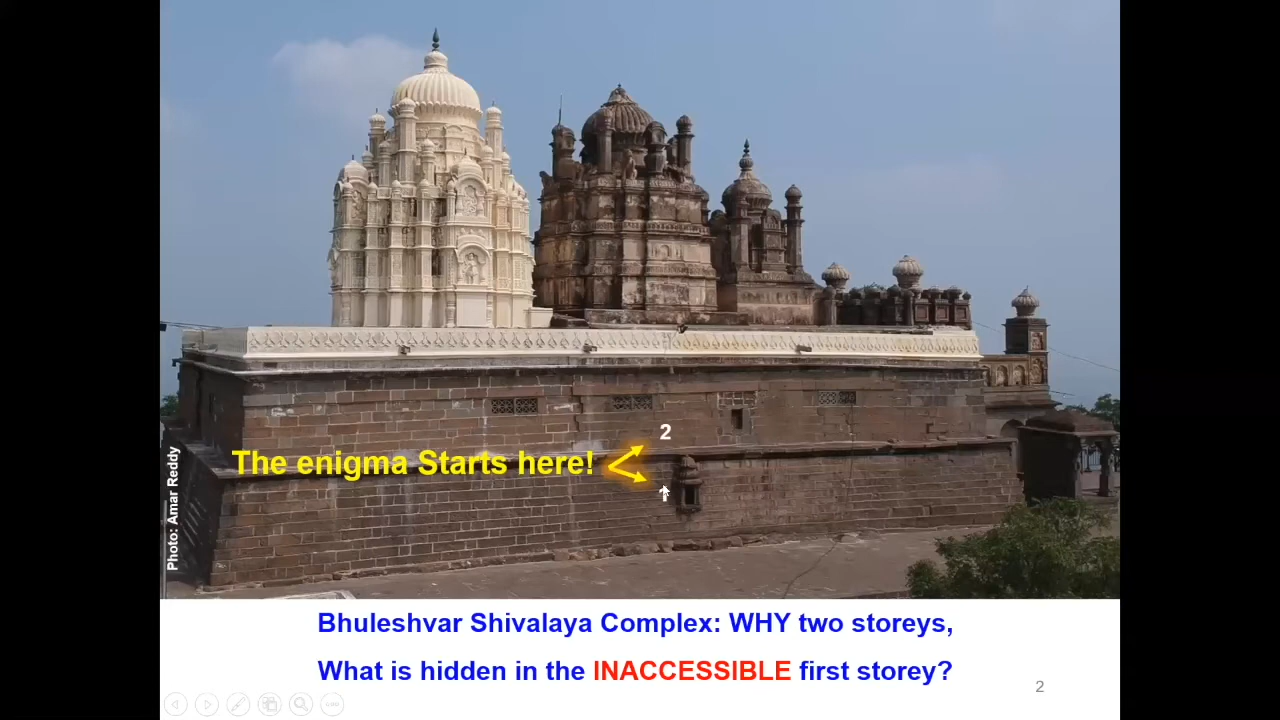 2
The enigma Starts here!
1
Photo: Amar Reddy
Bhuleshvar Shivalaya Complex: WHY two storeys,
What is hidden in the INACCESSIBLE first storey?
2